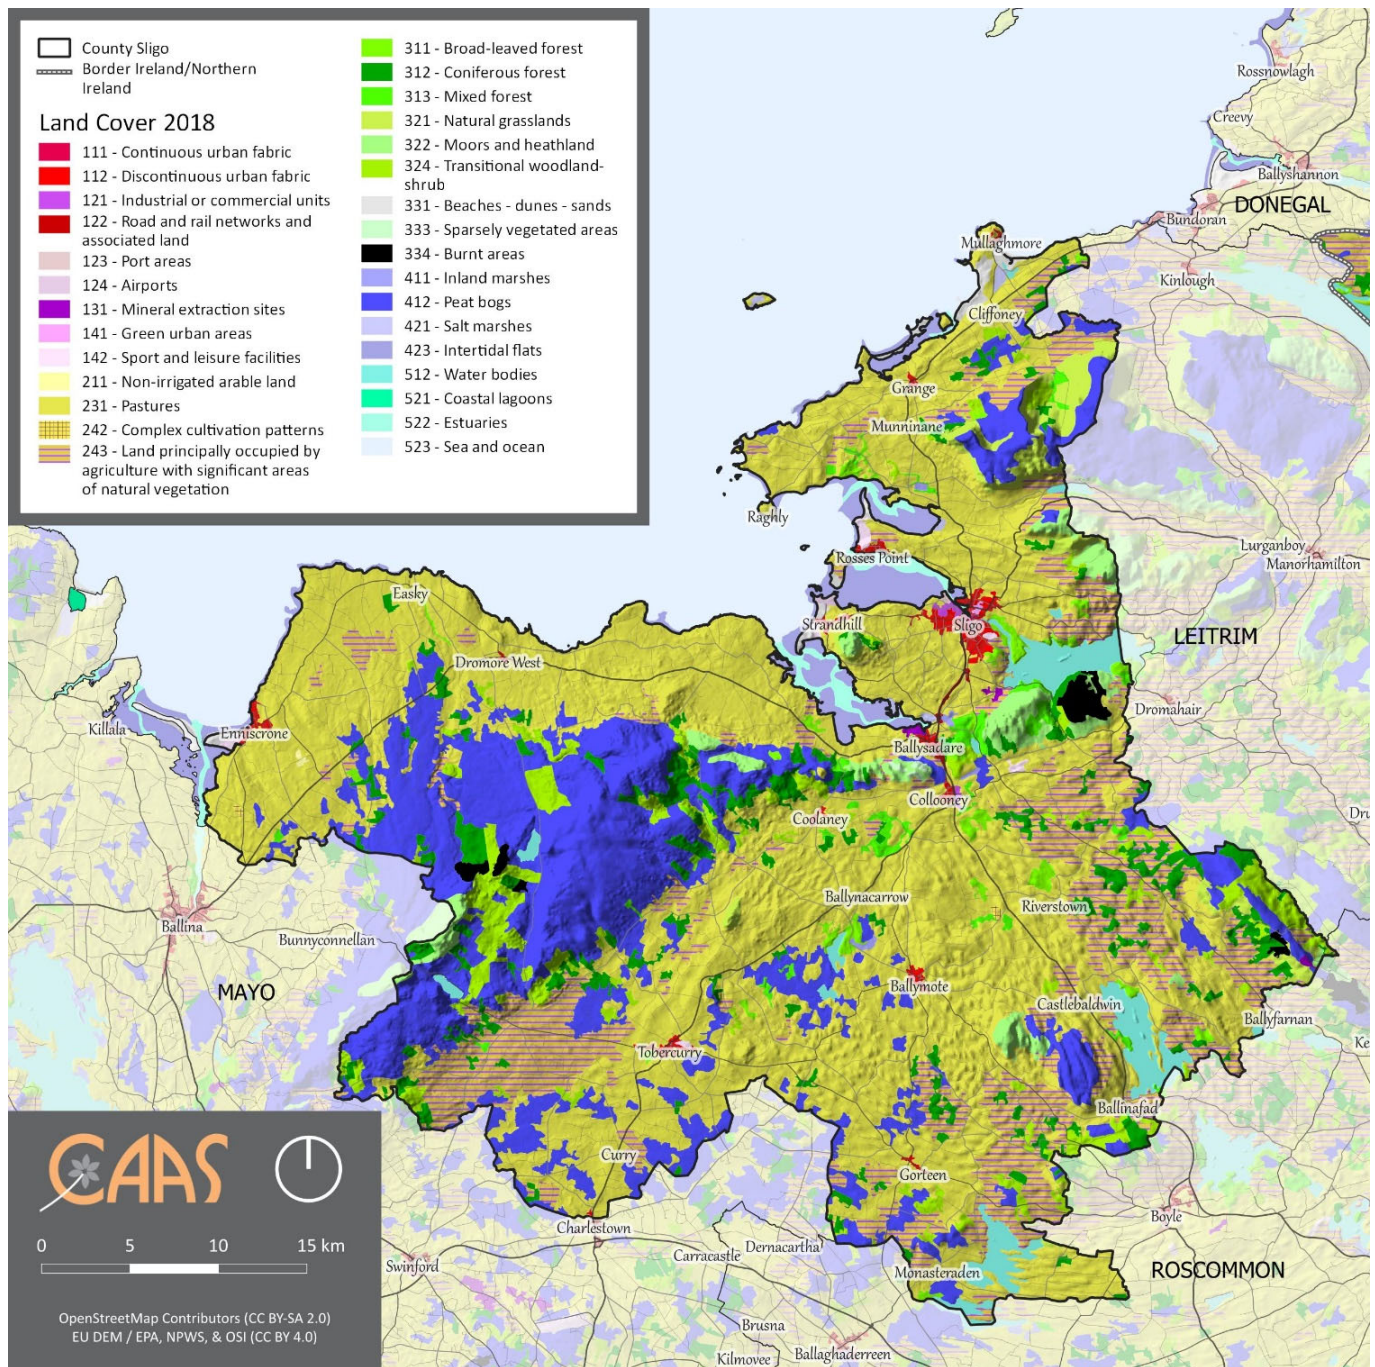 County Sligo
Border Ireland/Northern
Ireland
Land Cover 2018
111 - Continuous urban fabric
112 - Discontinuous urban fabric
121 - Industrial or commercial units
122 - Road and rail networks and
associated land
123 - Port areas
124 - Airports
131 - Mineral extraction sites
141 - Green urban areas
142 - Sport and leisure facilities
211 - Non-irrigated arable land
231 - Pastures
242 - Complex cultivation patterns
243 - Land principally occupied by
agriculture with significant areas
of natural vegetation
311 - Broad-leaved forest
312 - Coniferous forest
313 - Mixed forest
321 - Natural grasslands
322 - Moors and heathland
324 - Transitional woodland-
shrub
331 - Beaches - dunes - sands
333 - Sparsely vegetated areas
334 - Burnt areas
411 - Inland marshes
412 - Peat bogs
421 - Salt marshes
423 - Intertidal flats
512 - Water bodies
521 - Coastal lagoons
522 - Estuaries
523 - Sea and ocean
Rossnowlagh
Creevy
Ballyshannon
DONEGAL
Bundoran
Mullaghmore
Kinlough
Cliffoney
Grange
Munninane
Raghly
Lurganboy
Manorhamilton
Rosses Point
Easky
Strandhill
Sligo
LEITRIM
Dromore West
Dromahair
Killala
Enniscrone
Ballysadare
Collooney
Coolaney
Dru
Ballynacarrow
Riverstown
Ballina
Bunnyconnellan
MAYO
Ballymote
Castlebaldwin
Ballyfarnan
Ke
Tobercurry
Ballinafad
Curry
Gorteen
Charlestown
Boyle
Dernacartha
Carracastle
Swinford
Monasteraden
ROSCOMMON
Brusna
Kilmovee
Ballaghaderreen
CAAS
0 5 10 15 km
OpenStreetMap Contributors (CC BY-SA 2.0)
EU DEM / EPA, NPWS, & OSI (CC BY 4.0)